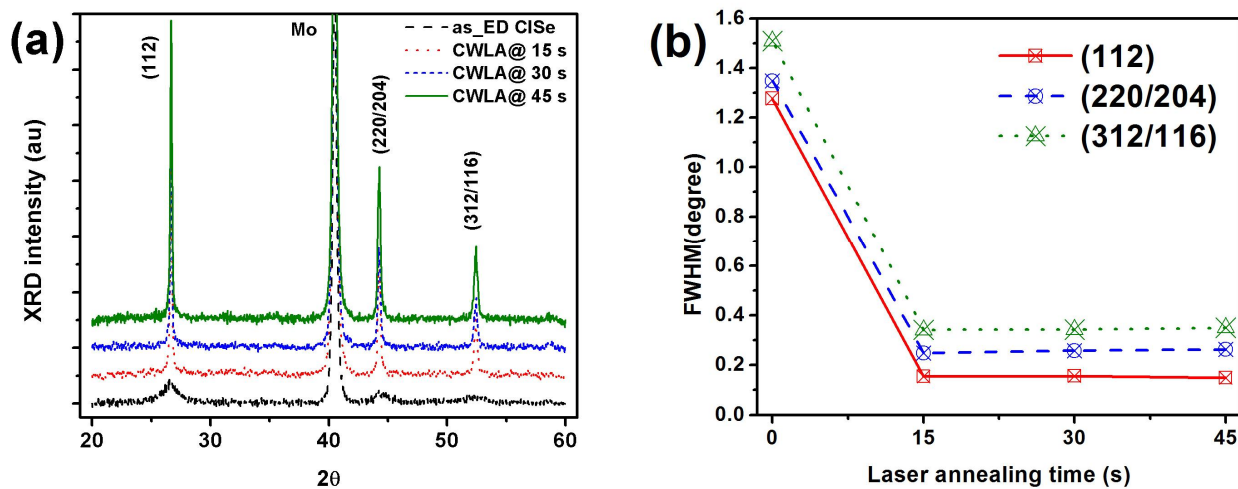 (a)
XRD intensity (au)
(112)
Mo
(220/204)
(312/116)
as_ED CISe
CWLA@ 15 s
CWLA@ 30 s
CWLA@ 45 s
20 30 40 50 60
2θ
(b)
FWHM(degree)
1.6
1.4
1.2
1.0
0.8
0.6
0.4
0.2
0.0
(112)
(220/204)
(312/116)
0 15 30 45
Laser annealing time (s)